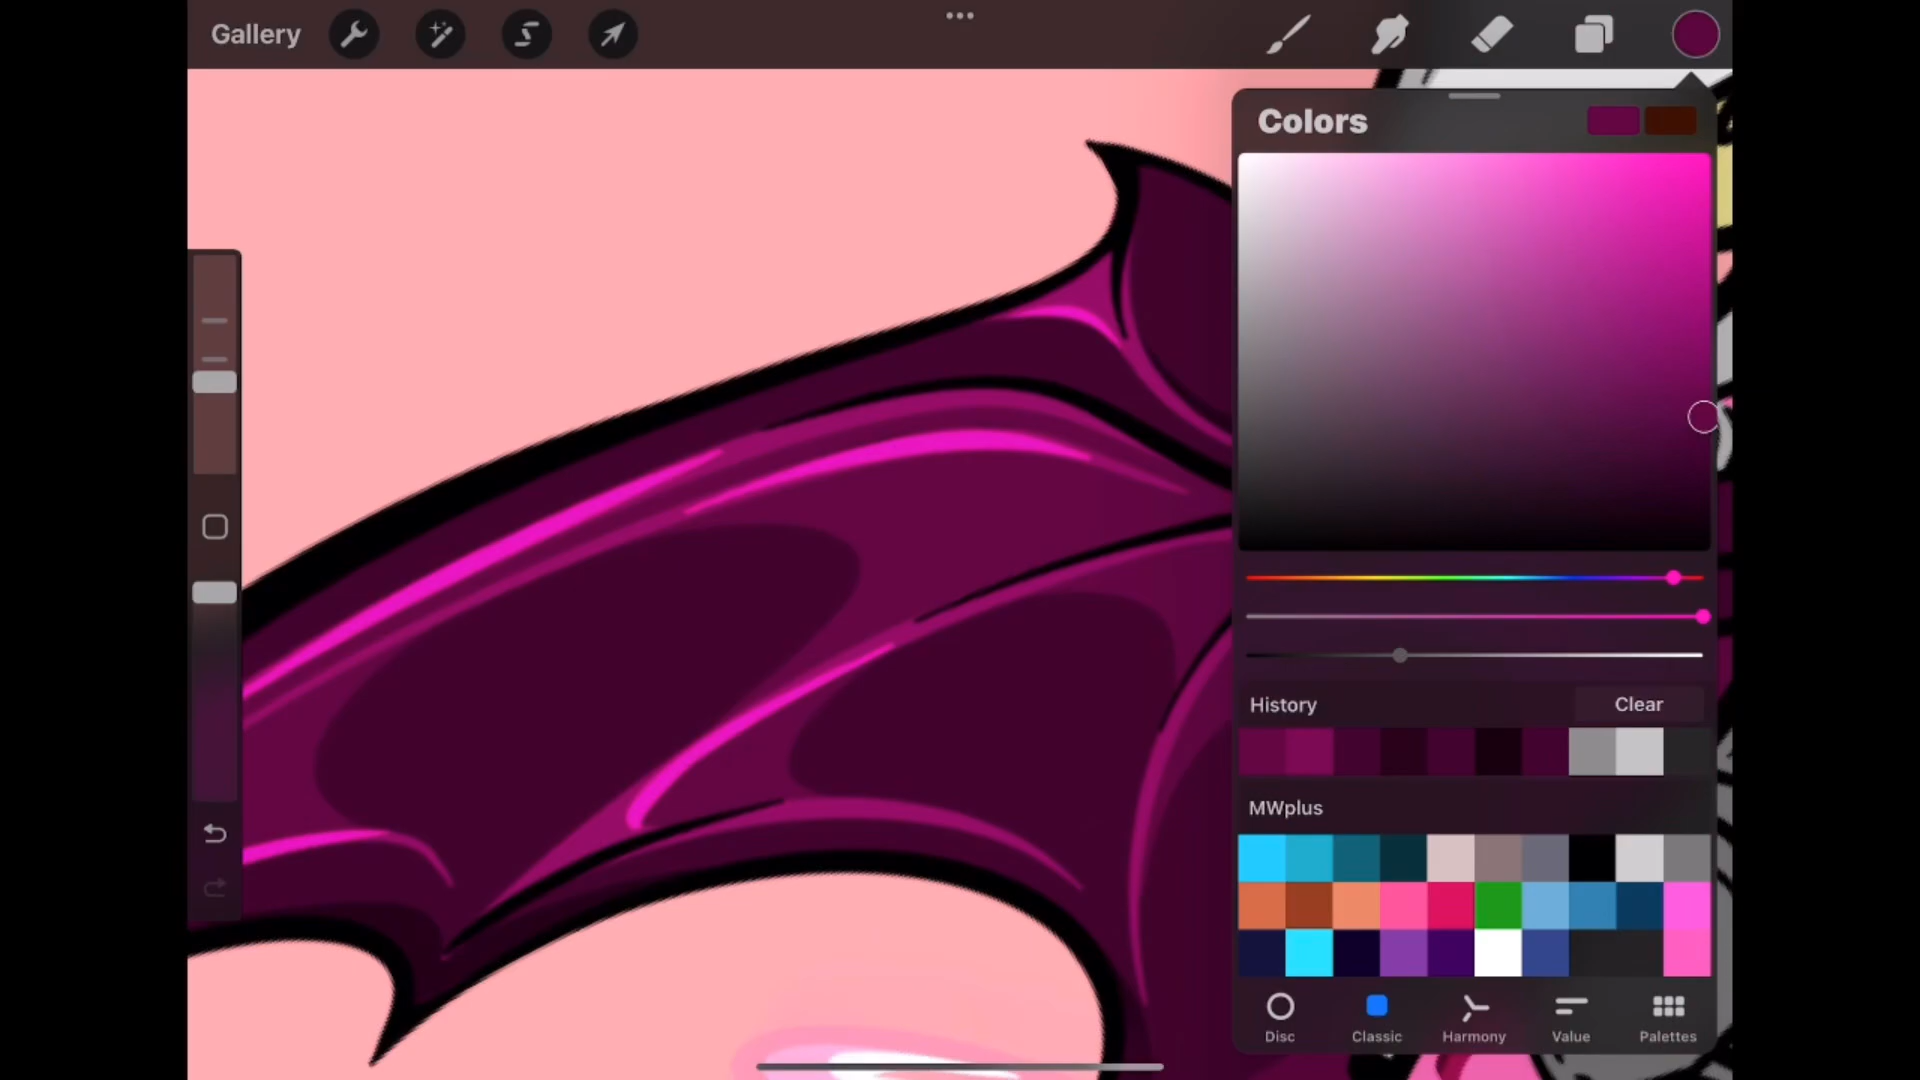 Gallery
Colors
History
Clear
MWplus
Disc
Classic
Harmony
Value
Palettes